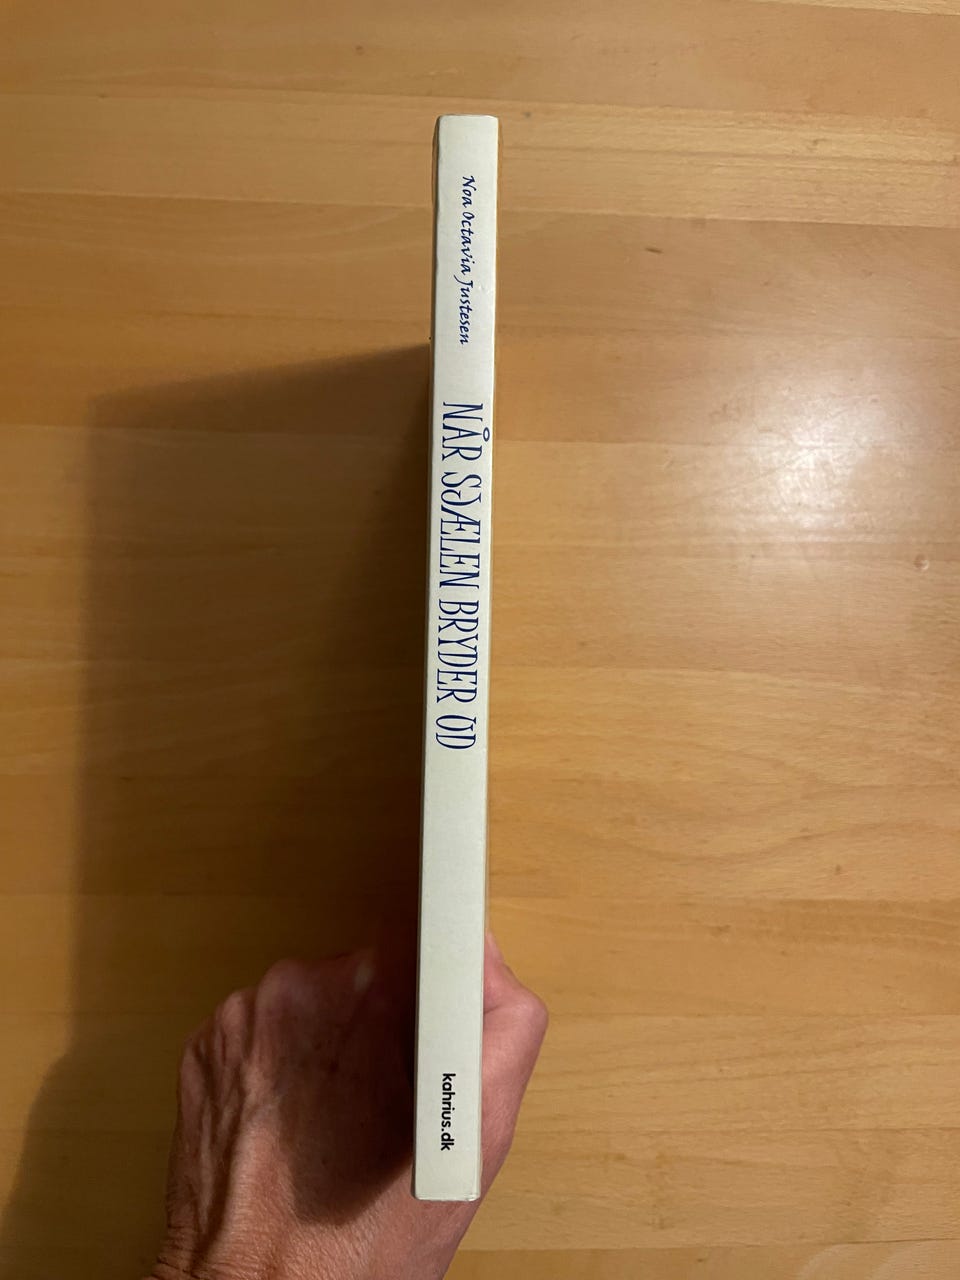 Noa Octavia Justesen
NÅR SJÆLEN BRYDER UD
kahrius.dk